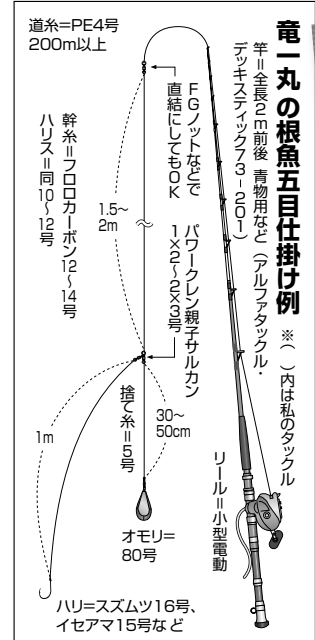 竜一丸の根魚五目仕掛け例
※( )内は私のタックル
竿=全長2m前後 青物用など(アルファタックル・
デッキスティック73-201)
道糸=PE4号
200m以上
FGノットなどで
直結にしてもOK
幹糸=フロロカーボン12〜14号
ハリス=同10〜12号
1.5〜
2m
パワークレン親子サルカン
1×2〜2×3号
捨て糸=5号
30〜
50cm
1m
リール=小型電動
オモリ=
80号
ハリ=スズムツ16号、
イセアマ15号など